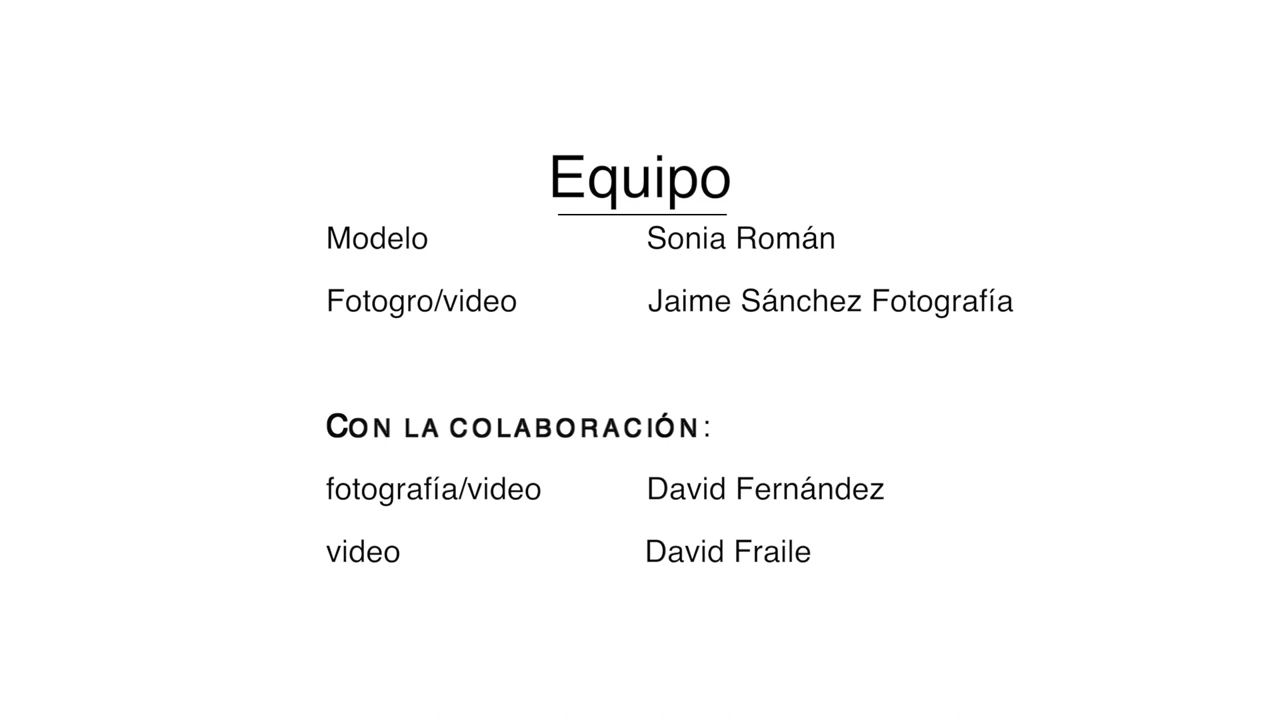 Equipo
Modelo Sonia Román
Fotogro/video Jaime Sánchez Fotografía
CON LA COLABORACIÓN:
fotografía/video David Fernández
video David Fraile